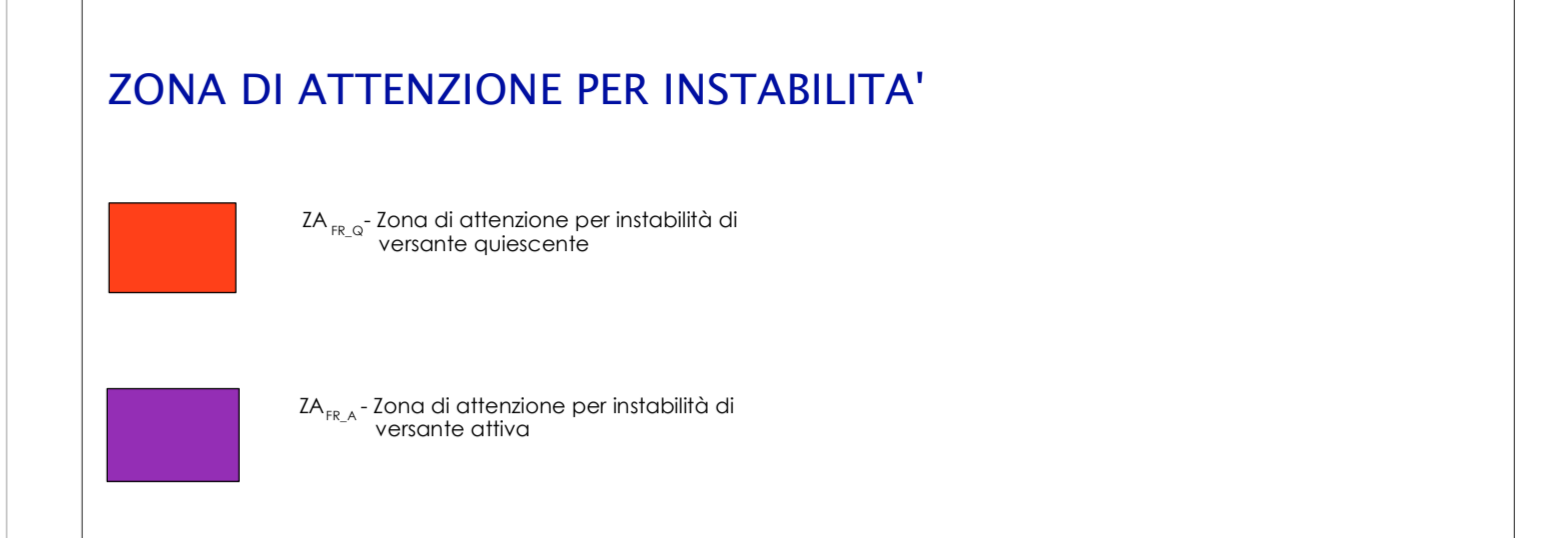 ZONA DI ATTENZIONE PER INSTABILITA'
ZA FR_Q - Zona di attenzione per instabilità di
versante quiescente
ZA FR_A - Zona di attenzione per instabilità di
versante attiva